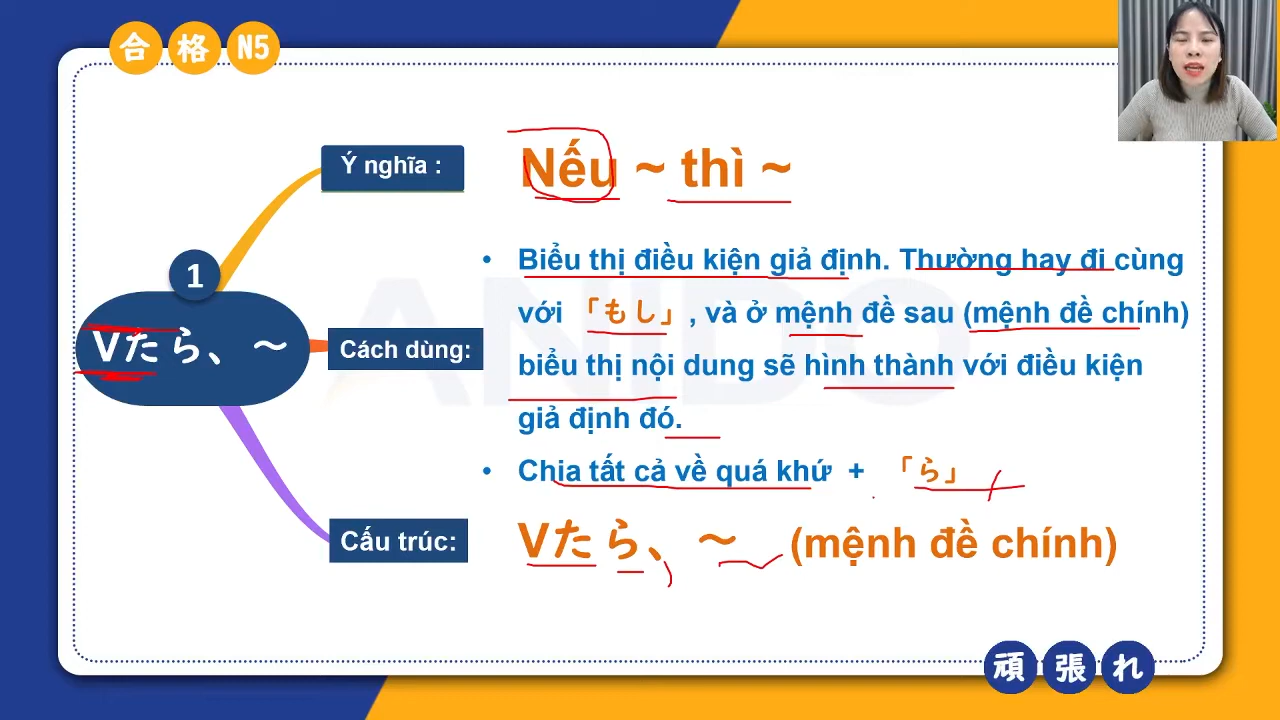 合格 N5
Ý nghĩa :
Nếu ~ thì ~
1
Vたら、～
Cách dùng:
• Biểu thị điều kiện giả định. Thường hay đi cùng
với 「もし」, và ở mệnh đề sau (mệnh đề chính)
biểu thị nội dung sẽ hình thành với điều kiện
giả định đó.
• Chia tất cả về quá khứ + 「ら」
Cấu trúc:
Vたら、～ (mệnh đề chính)
ANIDO
頑張れ